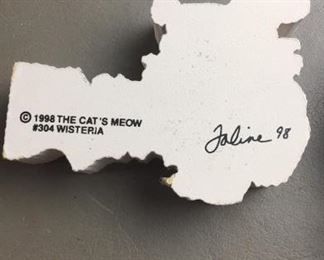 © 1998 THE CAT'S MEOW
#304 WISTERIA
Faline 98